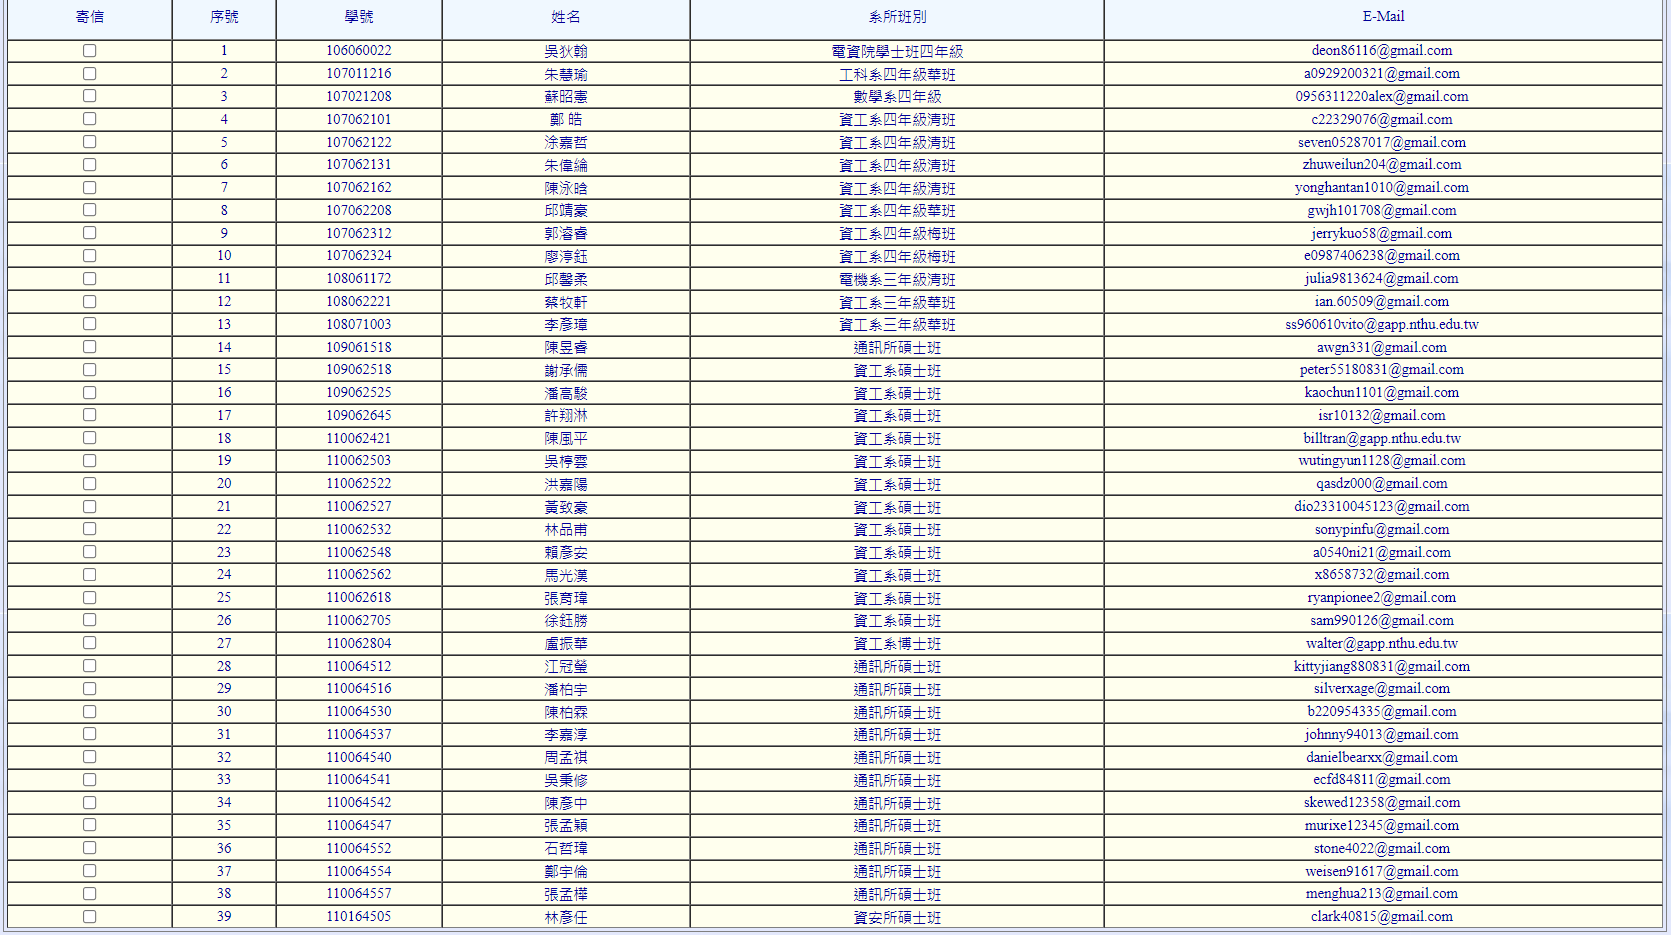 寄信 序號 學號 姓名 系所班別 E-Mail
1 106060022 吳狄翰 電資院學士班四年級 deon86116@gmail.com
2 107011216 朱慧瑜 工科系四年級華班 a0929200321@gmail.com
3 107021208 蘇昭憲 數學系四年級 0956311220alex@gmail.com
4 107062101 鄭 皓 資工系四年級清班 c22329076@gmail.com
5 107062122 涂嘉哲 資工系四年級清班 seven05287017@gmail.com
6 107062131 朱偉綸 資工系四年級清班 zhuweilun204@gmail.com
7 107062162 陳泳晗 資工系四年級清班 yonghantan1010@gmail.com
8 107062208 邱靖豪 資工系四年級華班 gwjh101708@gmail.com
9 107062312 郭濬睿 資工系四年級梅班 jerrykuo58@gmail.com
10 107062324 廖渟鈺 資工系四年級梅班 e0987406238@gmail.com
11 108061172 邱馨柔 電機系三年級清班 julia9813624@gmail.com
12 108062221 蔡牧軒 資工系三年級華班 ian.60509@gmail.com
13 108071003 李彥璋 資工系三年級華班 ss960610vito@gapp.nthu.edu.tw
14 109061518 陳昱睿 通訊所碩士班 awgn331@gmail.com
15 109062518 謝承儒 資工系碩士班 peter55180831@gmail.com
16 109062525 潘高駿 資工系碩士班 kaochun1101@gmail.com
17 109062645 許翔淋 資工系碩士班 isr10132@gmail.com
18 110062421 陳風平 資工系碩士班 billtran@gapp.nthu.edu.tw
19 110062503 吳梈雲 資工系碩士班 wutingyun1128@gmail.com
20 110062522 洪嘉陽 資工系碩士班 qasdz000@gmail.com
21 110062527 黃致豪 資工系碩士班 dio23310045123@gmail.com
22 110062532 林品甫 資工系碩士班 sonypinfu@gmail.com
23 110062548 賴彥安 資工系碩士班 a0540ni21@gmail.com
24 110062562 馬光漢 資工系碩士班 x8658732@gmail.com
25 110062618 張育瑋 資工系碩士班 ryanpionee2@gmail.com
26 110062705 徐鈺勝 資工系碩士班 sam990126@gmail.com
27 110062804 盧振華 資工系博士班 walter@gapp.nthu.edu.tw
28 110064512 江冠瑩 通訊所碩士班 kittyjiang880831@gmail.com
29 110064516 潘柏宇 通訊所碩士班 silverxage@gmail.com
30 110064530 陳柏霖 通訊所碩士班 b220954335@gmail.com
31 110064537 李嘉淳 通訊所碩士班 johnny94013@gmail.com
32 110064540 周孟祺 通訊所碩士班 danielbearxx@gmail.com
33 110064541 吳秉修 通訊所碩士班 ecfd84811@gmail.com
34 110064542 陳彥中 通訊所碩士班 skewed12358@gmail.com
35 110064547 張孟穎 通訊所碩士班 murixe12345@gmail.com
36 110064552 石哲瑋 通訊所碩士班 stone4022@gmail.com
37 110064554 鄭宇倫 通訊所碩士班 weisen91617@gmail.com
38 110064557 張孟樺 通訊所碩士班 menghua213@gmail.com
39 110164505 林彥任 資安所碩士班 clark40815@gmail.com